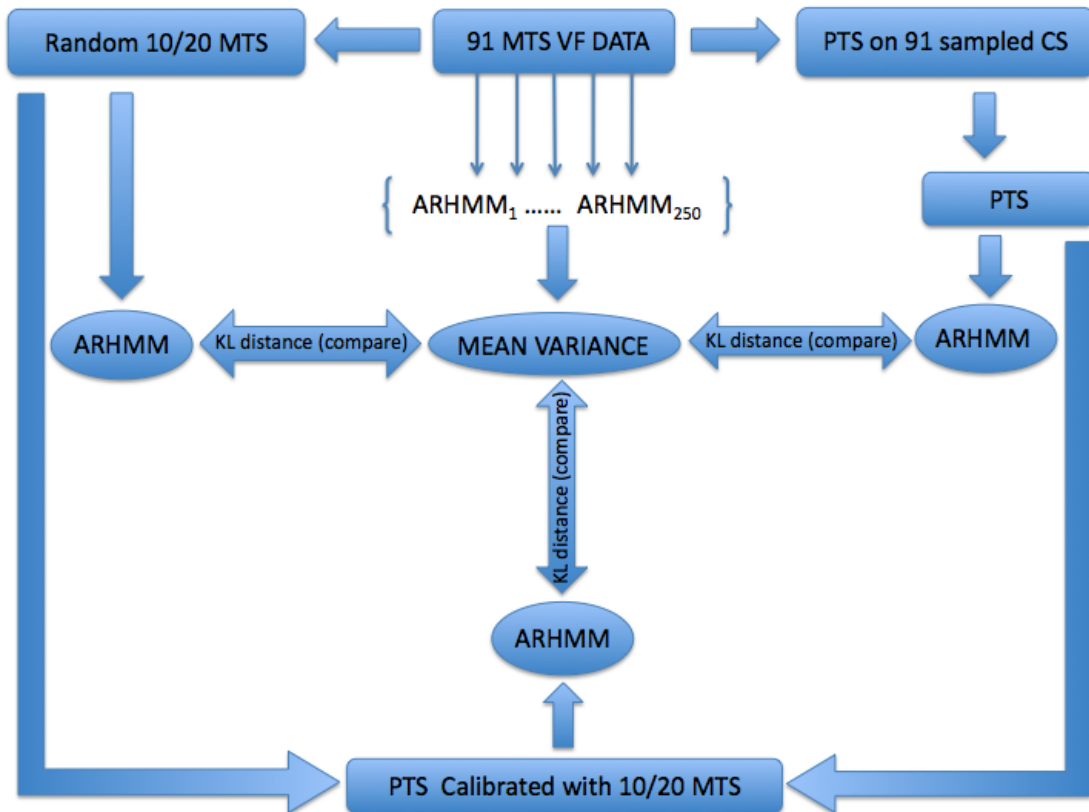 Random 10/20 MTS
91 MTS VF DATA
PTS on 91 sampled CS
{ ARHMM₁ ...... ARHMM₂₅₀ }
PTS
ARHMM
KL distance (compare)
MEAN VARIANCE
KL distance (compare)
ARHMM
KL distance (compare)
ARHMM
PTS Calibrated with 10/20 MTS